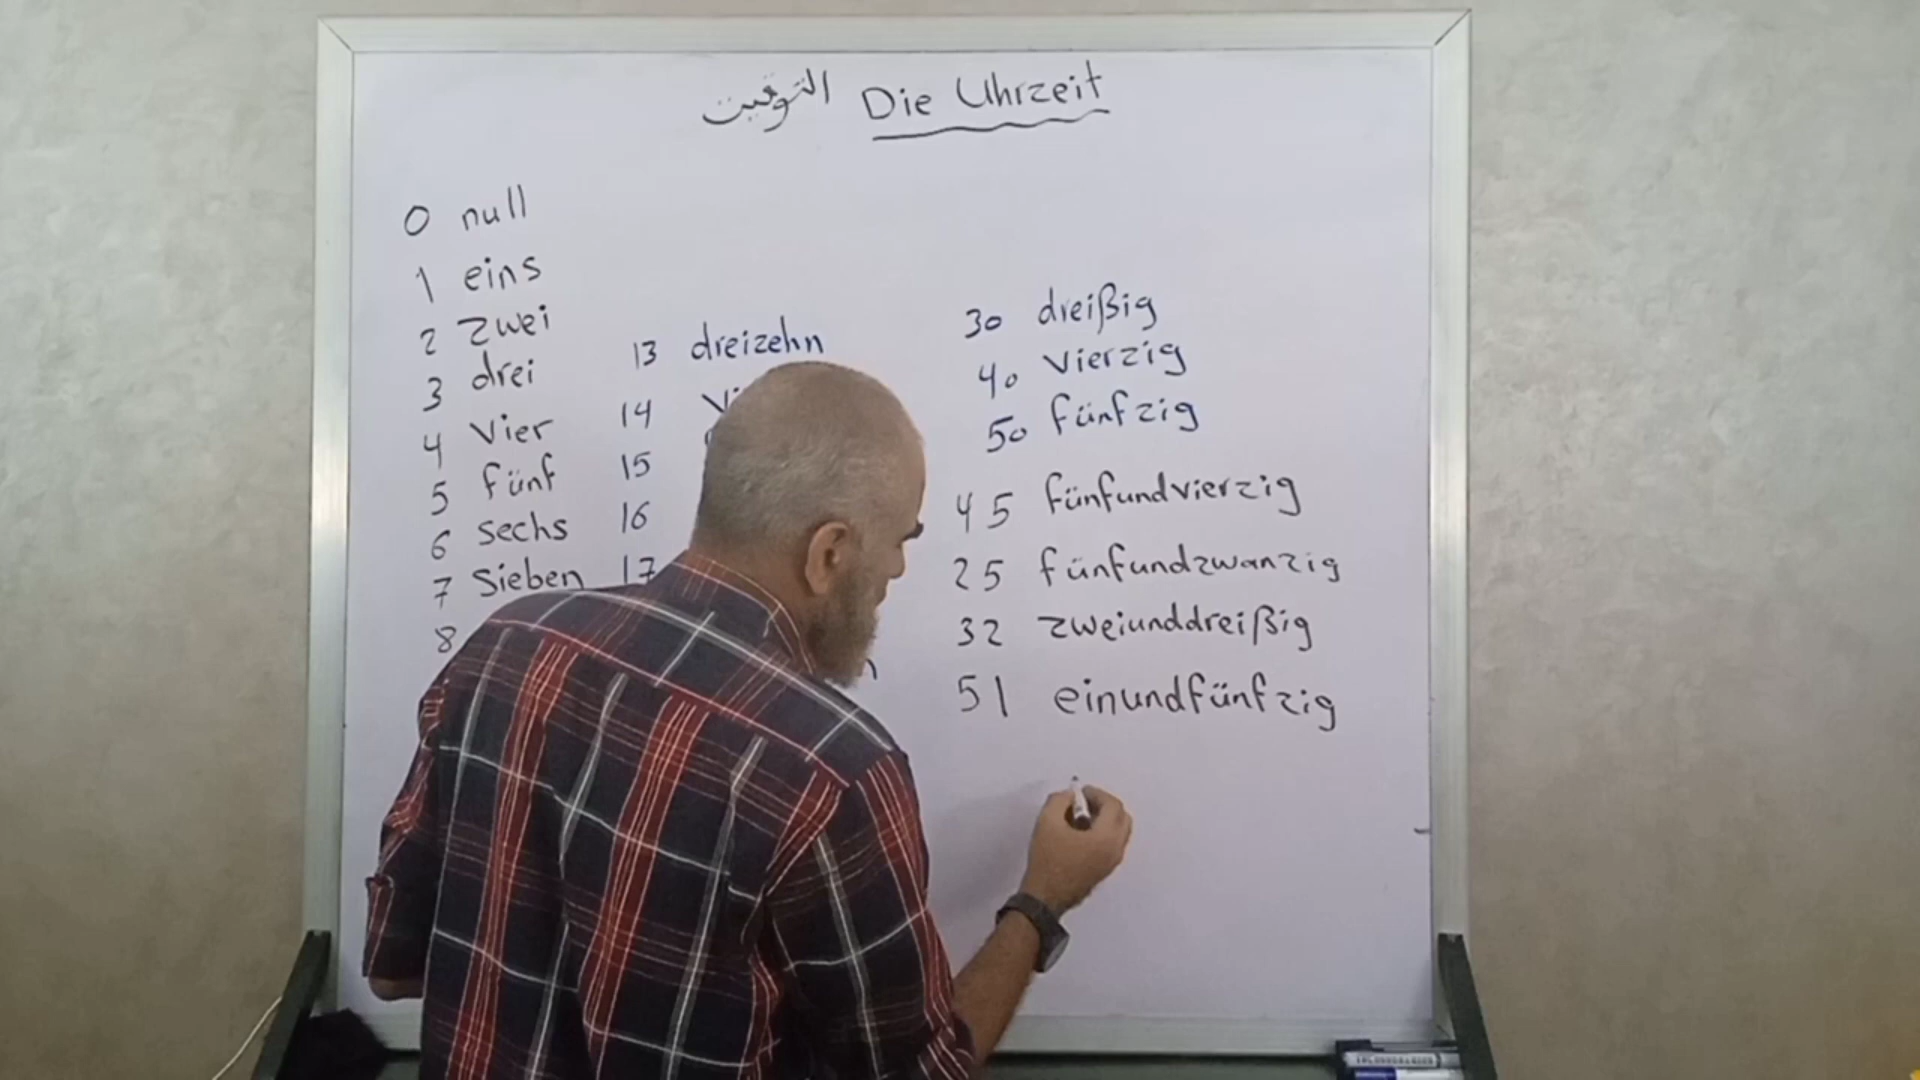 التوقيت Die Uhrzeit
0 null
1 eins
2 zwei
3 drei
4 vier
5 fünf
6 sechs
7 sieben
8
13 dreizehn
14
15
16
17
30 dreißig
40 vierzig
50 fünfzig
45 fünfundvierzig
25 fünfundzwanzig
32 zweiunddreißig
51 einundfünfzig